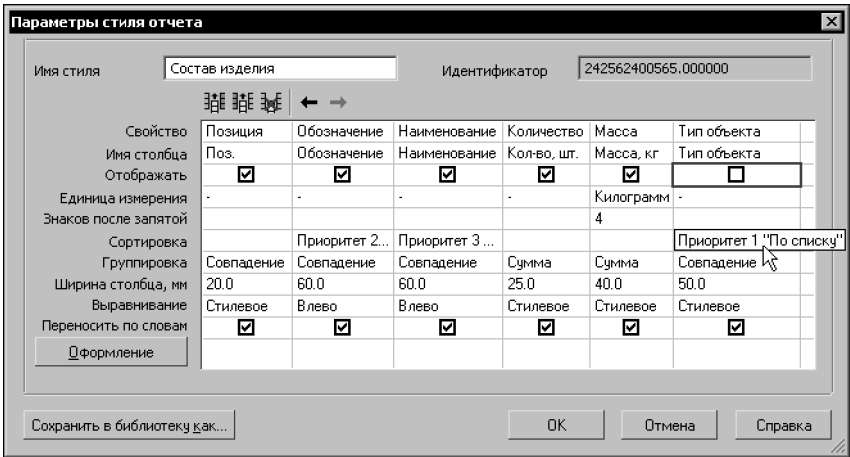 Параметры стиля отчета
Имя стиля Состав изделия Идентификатор 242562400565.000000
Свойство Позиция Обозначение Наименование Количество Масса Тип объекта
Имя столбца Поз. Обозначение Наименование Кол-во, шт. Масса, кг Тип объекта
Отображать
Единица измерения - - - - Килограмм -
Знаков после запятой 4
Сортировка Приоритет 2... Приоритет 3 ... Приоритет 1 "По списку"
Группировка Совпадение Совпадение Совпадение Сумма Сумма Совпадение
Ширина столбца, мм 20.0 60.0 60.0 25.0 40.0 50.0
Выравнивание Стилевое Влево Влево Стилевое Стилевое Стилевое
Переносить по словам
Оформление
Сохранить в библиотеку как... OK Отмена Справка